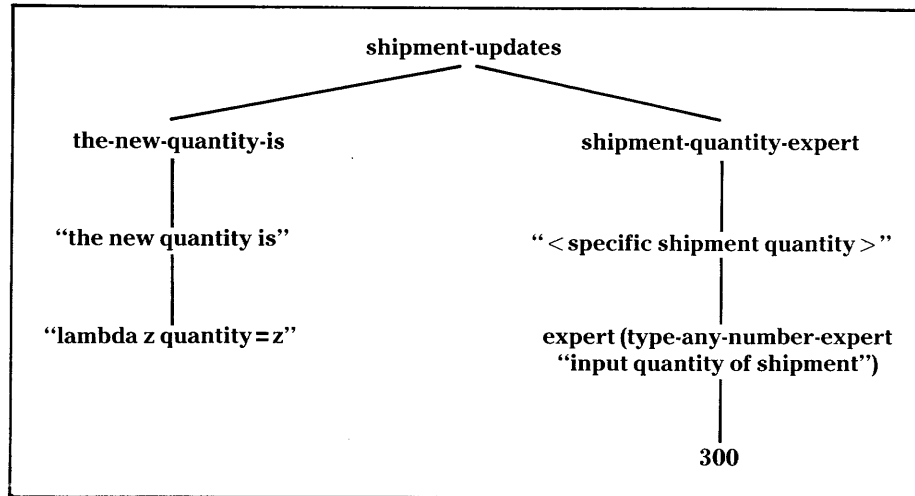 shipment-updates
the-new-quantity-is
shipment-quantity-expert
“the new quantity is”
“<specific shipment quantity>”
“lambda z quantity=z”
expert (type-any-number-expert
“input quantity of shipment”)
300